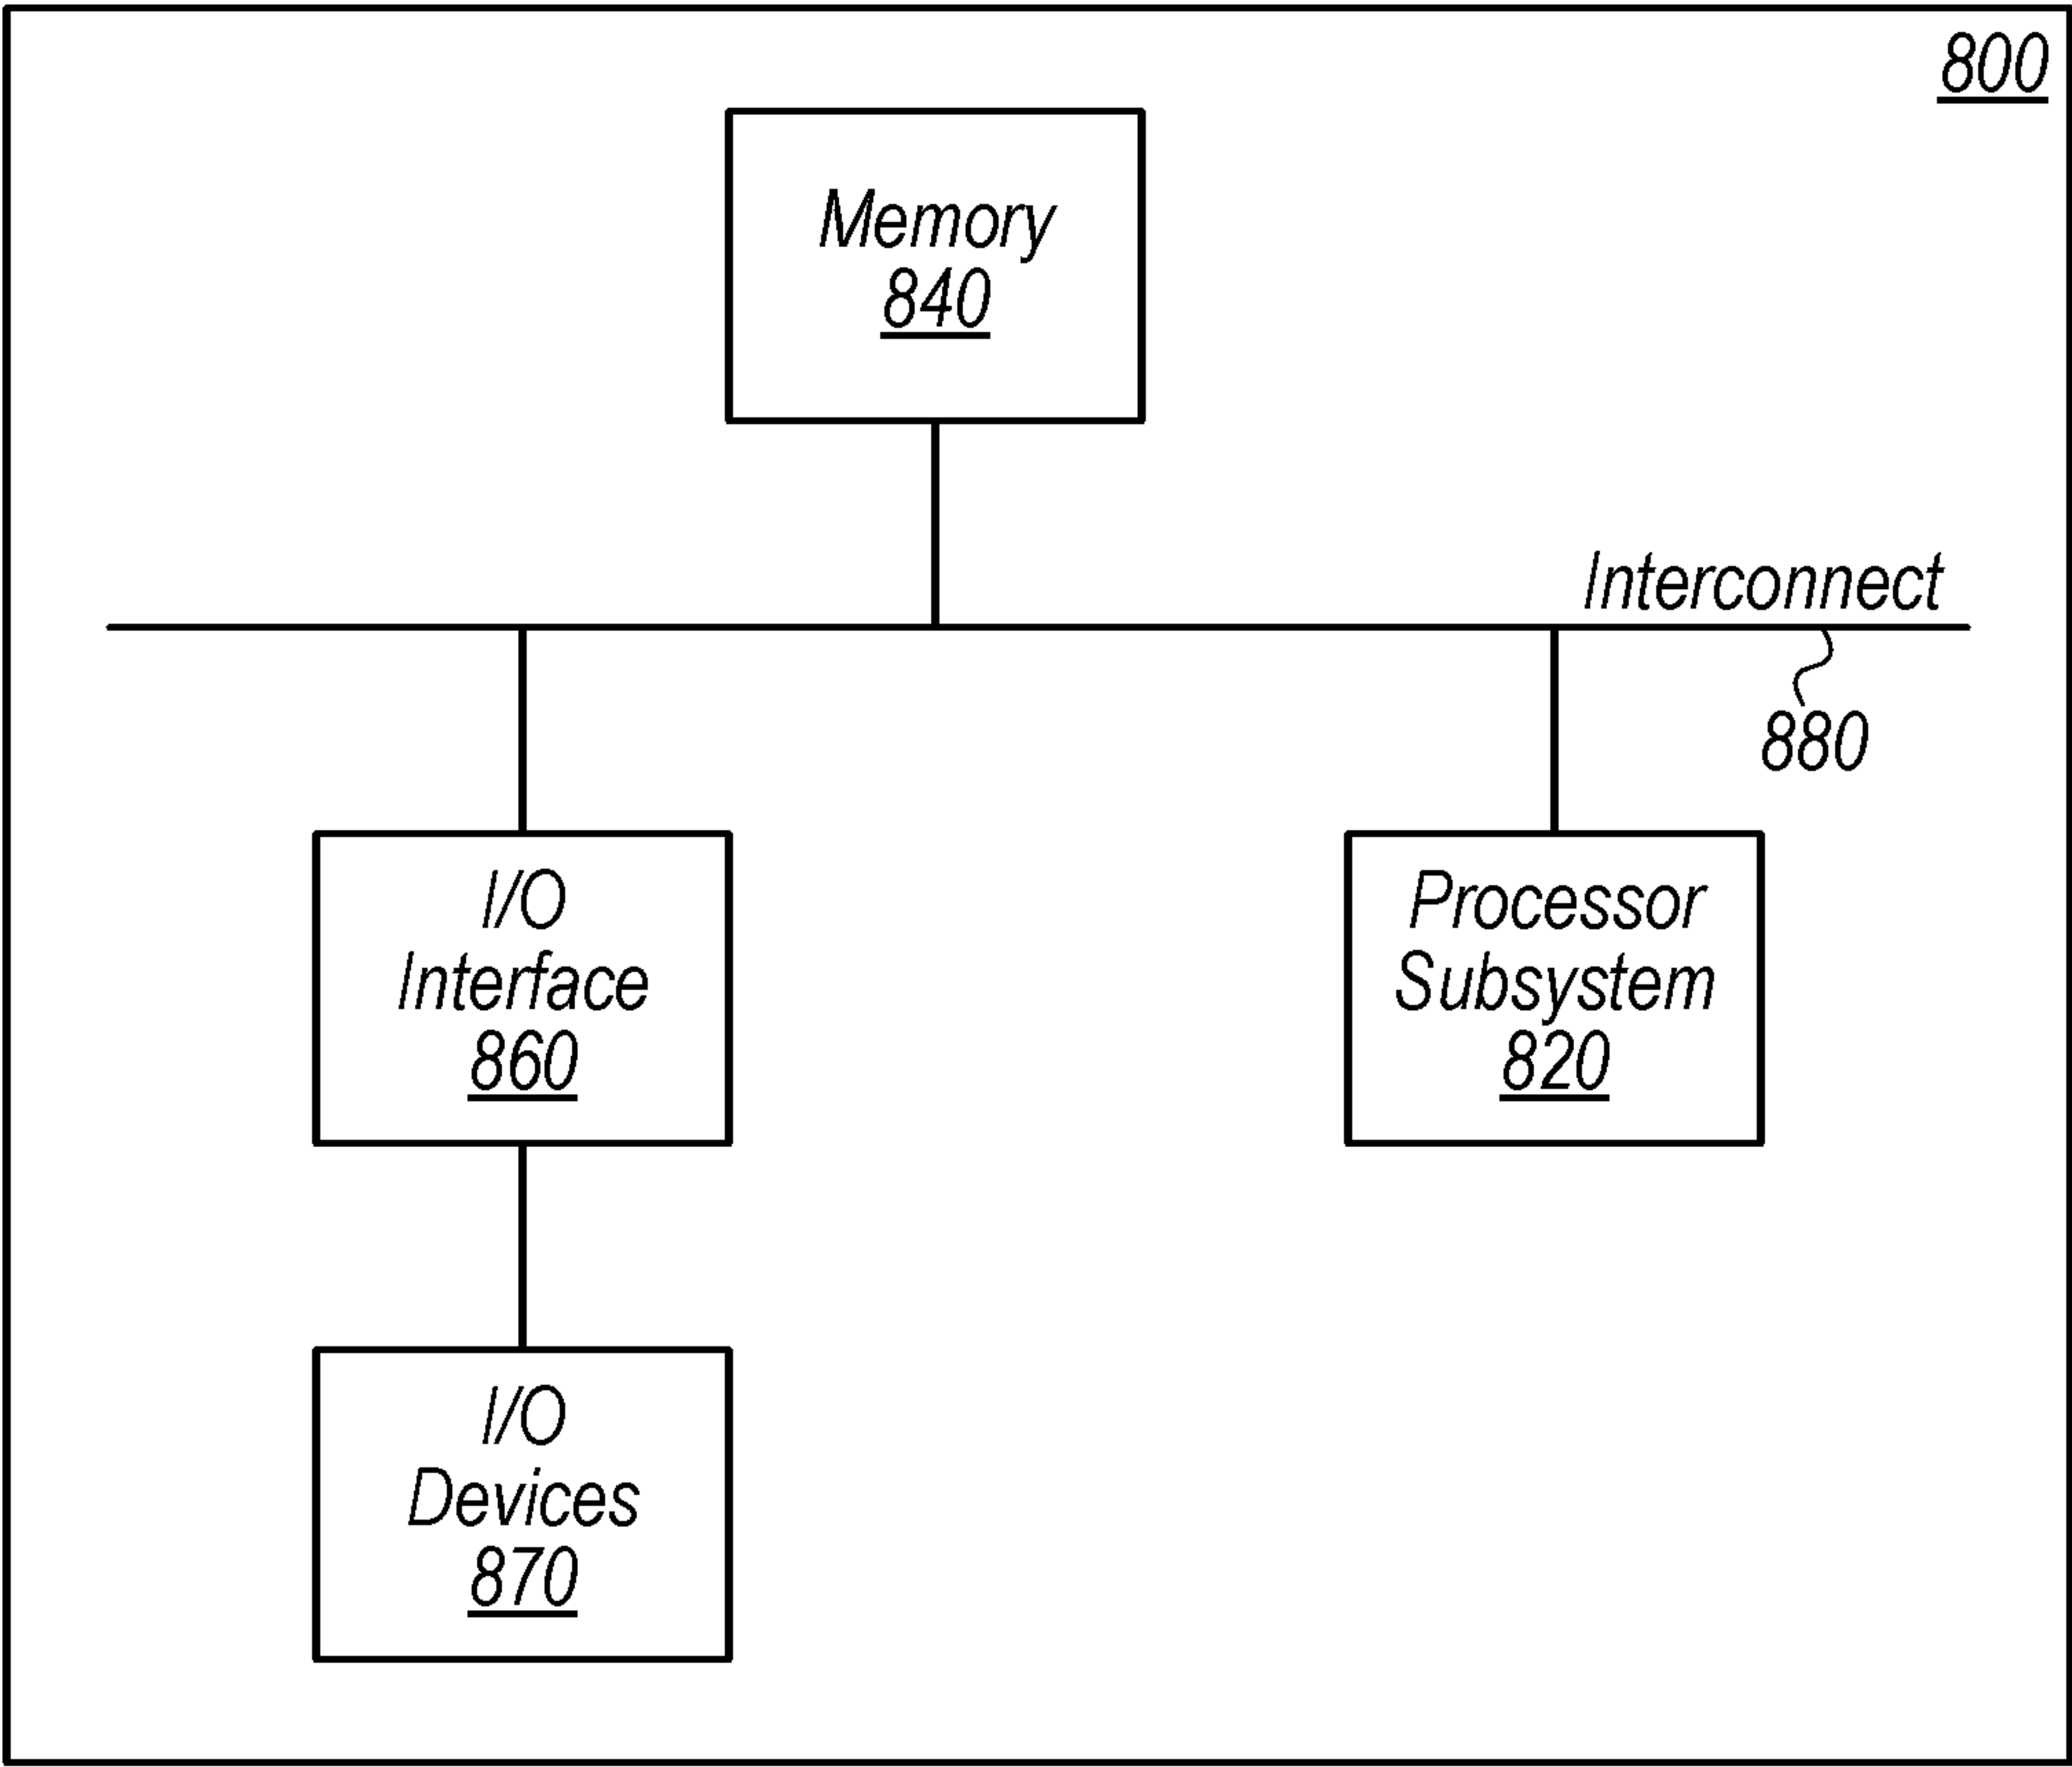 800
Memory
840
Interconnect
880
I/O
Interface
860
Processor
Subsystem
820
I/O
Devices
870